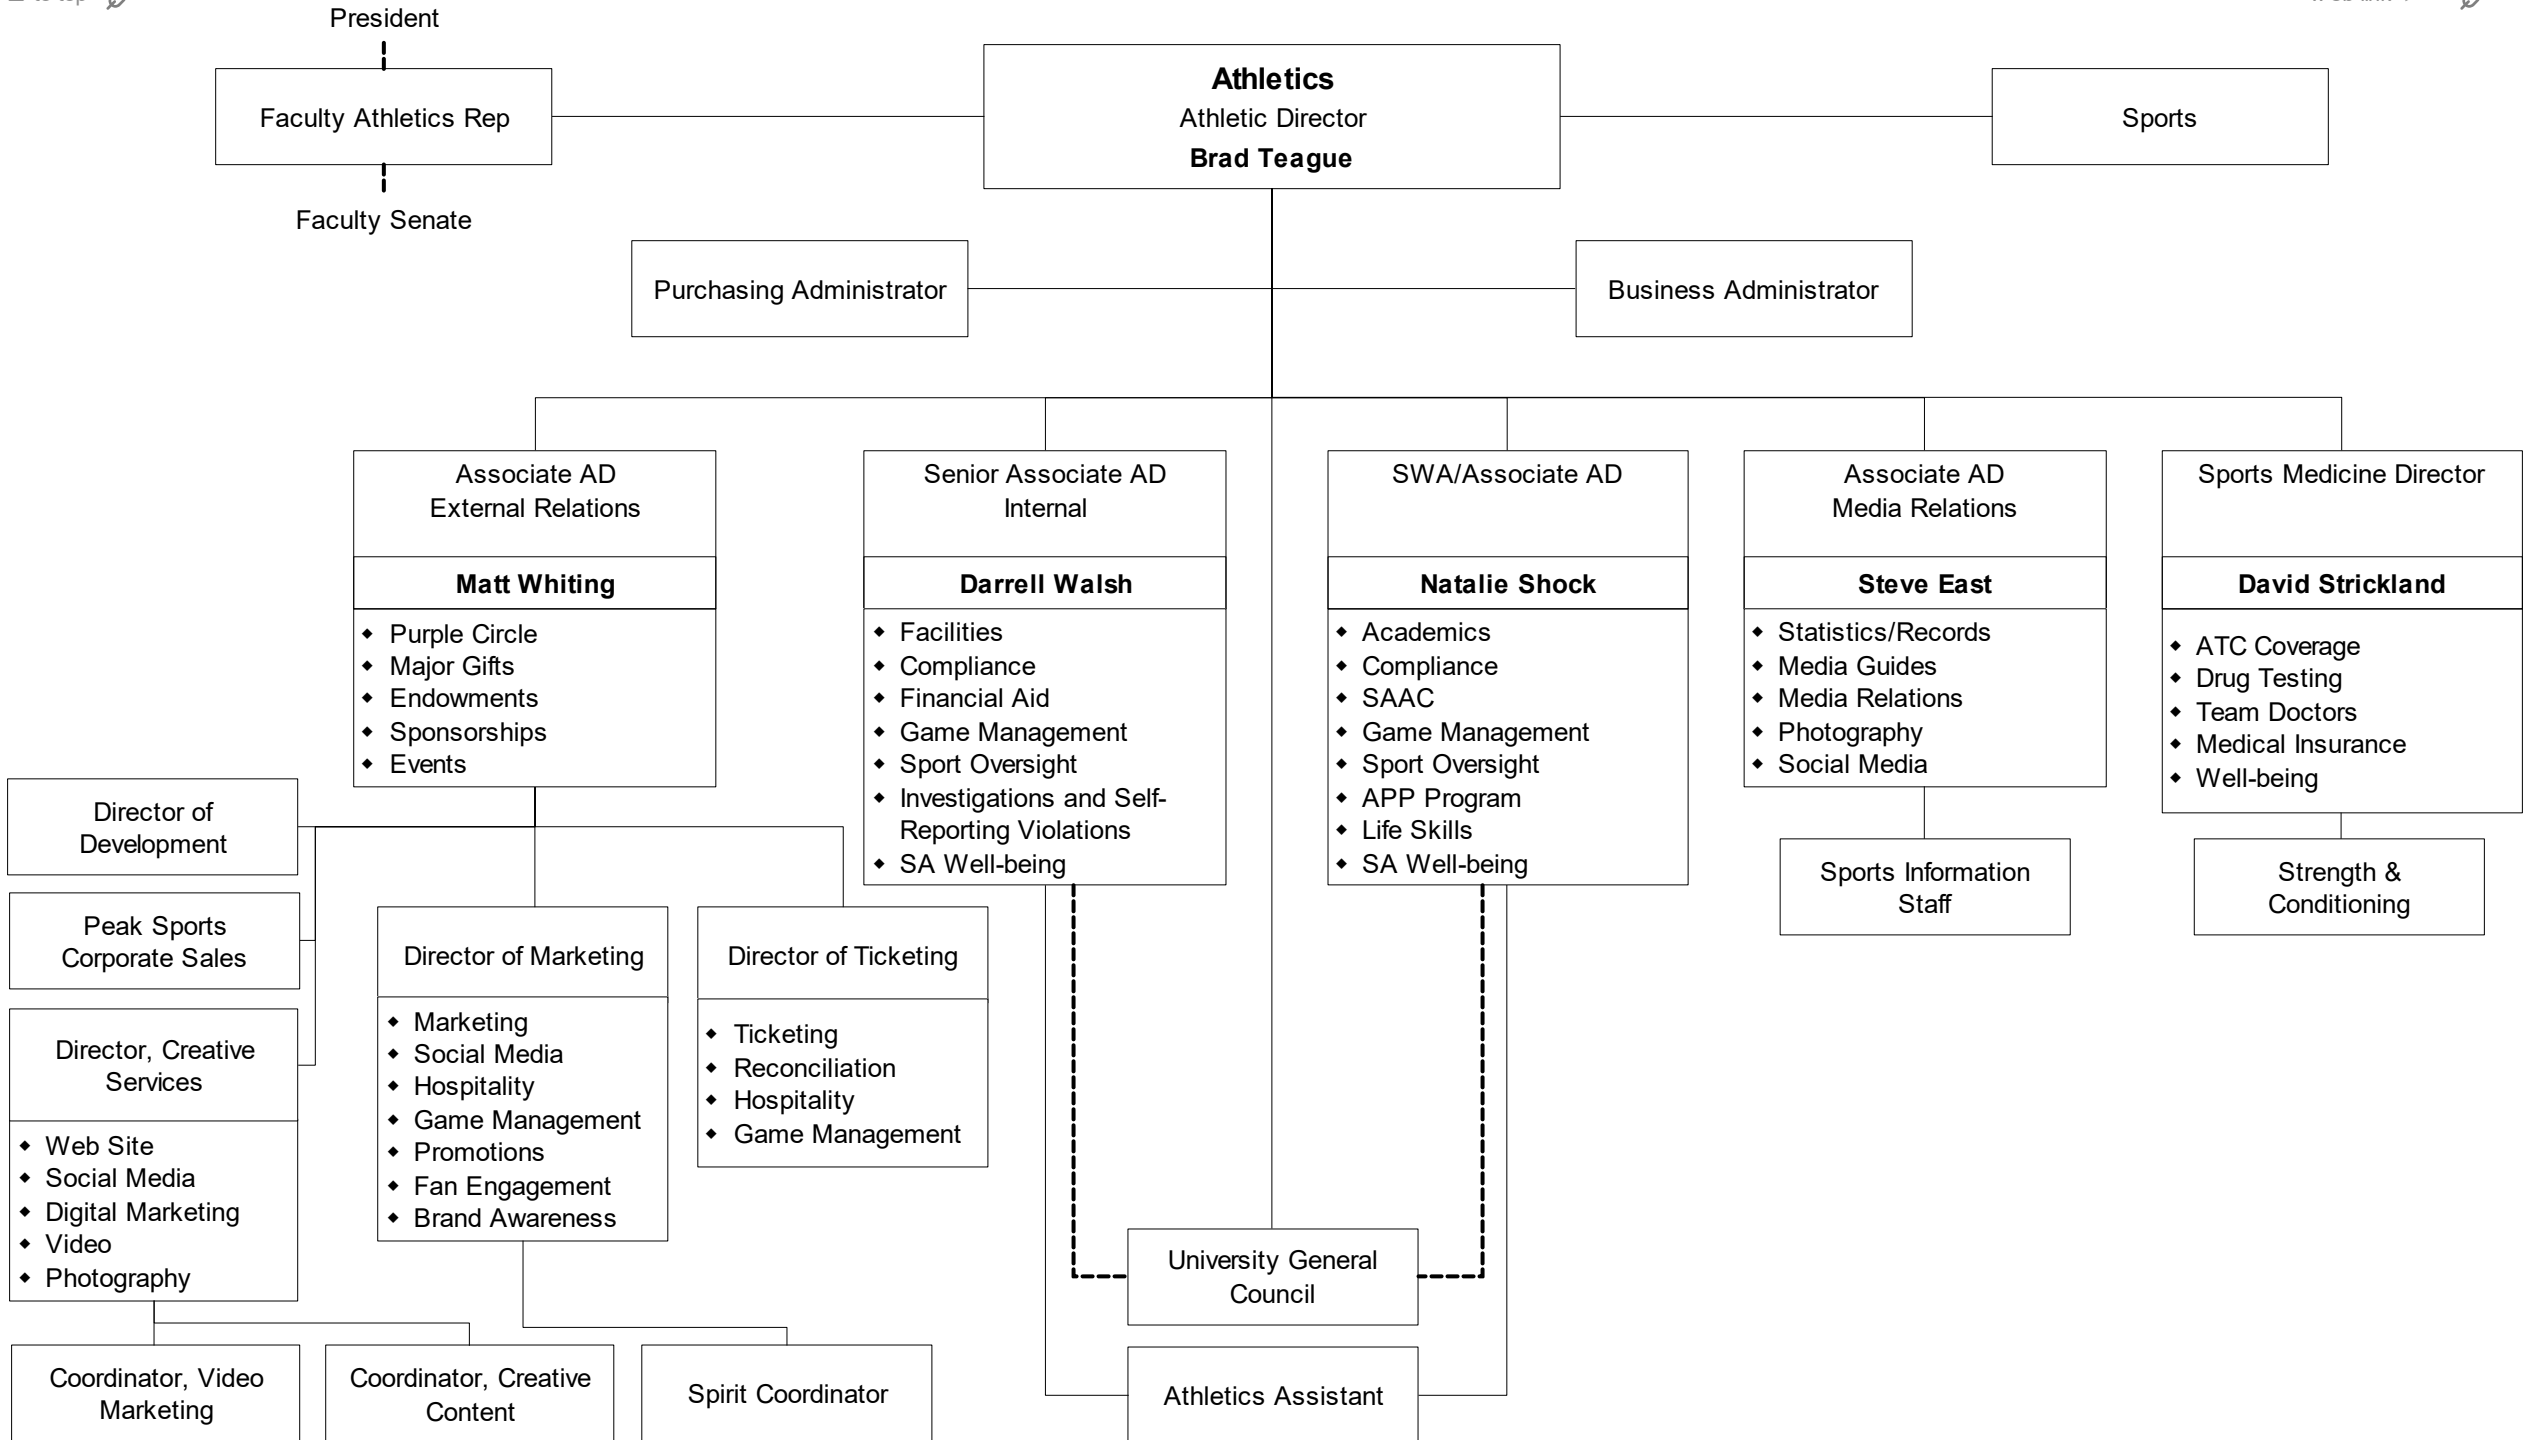 President
Athletics
Athletic Director
Brad Teague
Faculty Athletics Rep
Sports
Faculty Senate
Purchasing Administrator
Business Administrator
Associate AD
External Relations
Matt Whiting
Purple Circle
Major Gifts
Endowments
Sponsorships
Events
Senior Associate AD
Internal
Darrell Walsh
Facilities
Compliance
Financial Aid
Game Management
Sport Oversight
Investigations and Self-
Reporting Violations
SA Well-being
SWA/Associate AD
Natalie Shock
Academics
Compliance
SAAC
Game Management
Sport Oversight
APP Program
Life Skills
SA Well-being
Associate AD
Media Relations
Steve East
Statistics/Records
Media Guides
Media Relations
Photography
Social Media
Sports Medicine Director
David Strickland
ATC Coverage
Drug Testing
Team Doctors
Medical Insurance
Well-being
Director of
Development
Peak Sports
Corporate Sales
Director, Creative
Services
Web Site
Social Media
Digital Marketing
Video
Photography
Director of Marketing
Marketing
Social Media
Hospitality
Game Management
Promotions
Fan Engagement
Brand Awareness
Director of Ticketing
Ticketing
Reconciliation
Hospitality
Game Management
Sports Information
Staff
Strength &
Conditioning
University General
Council
Coordinator, Video
Marketing
Coordinator, Creative
Content
Spirit Coordinator
Athletics Assistant